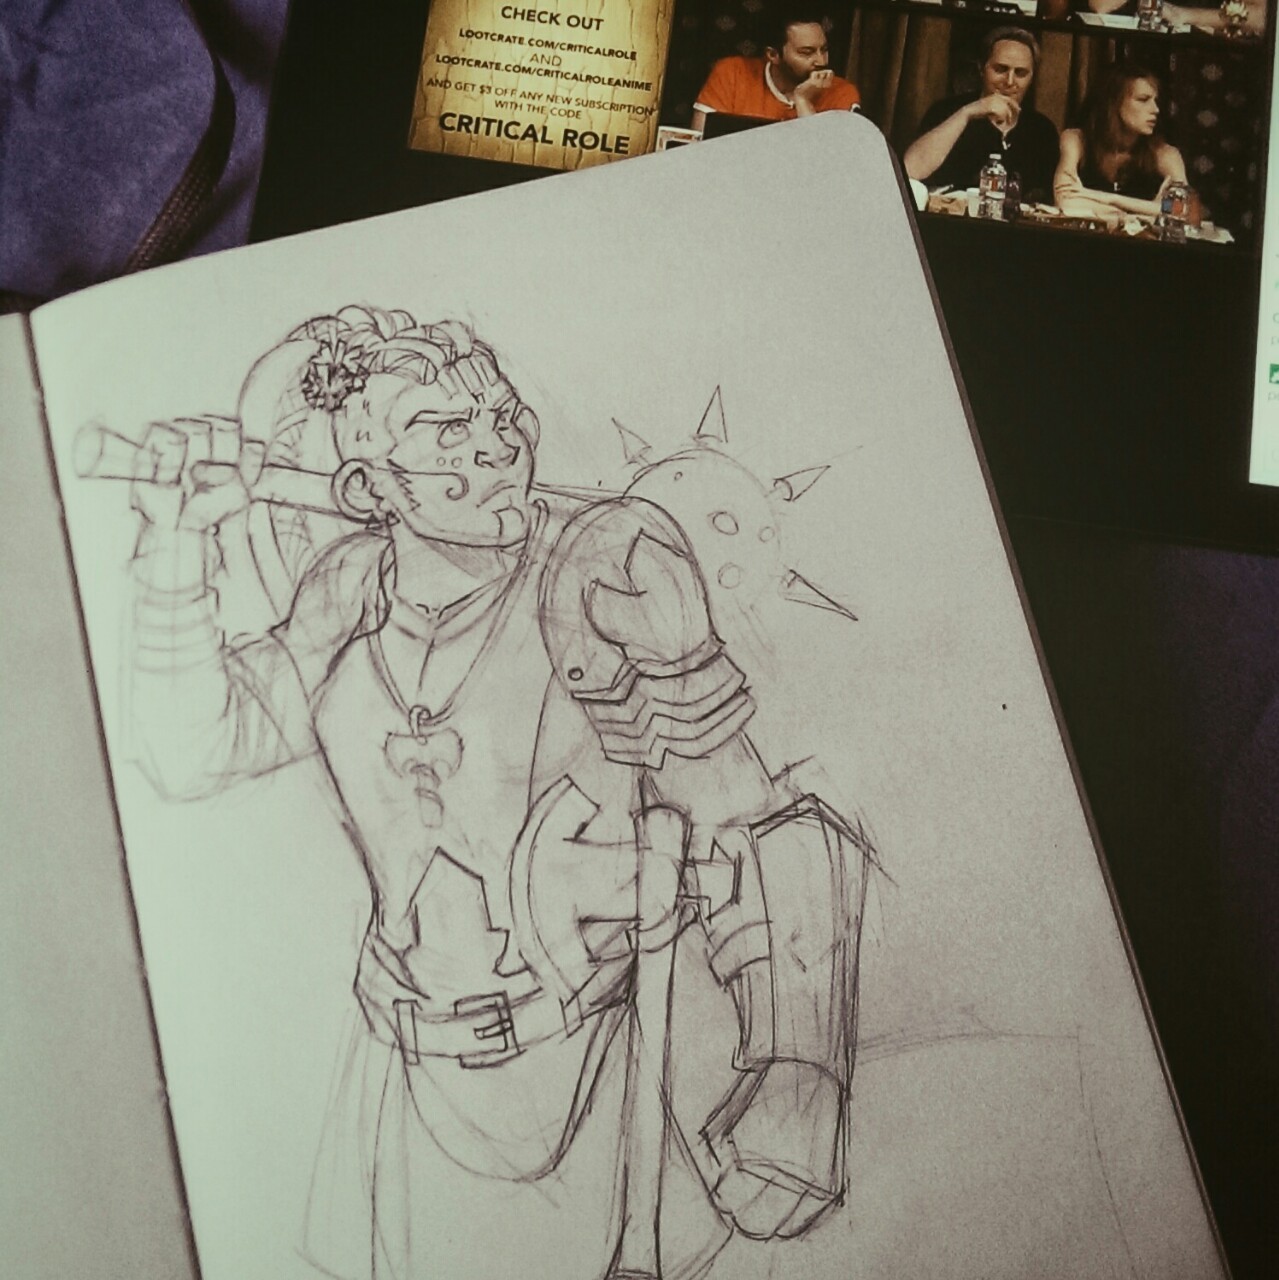 CHECK OUT
LOOTCRATE.COM/CRITICALROLE
AND
LOOTCRATE.COM/CRITICALROLEANIME
AND GET $3 OFF ANY NEW SUBSCRIPTION
WITH THE CODE
CRITICAL ROLE